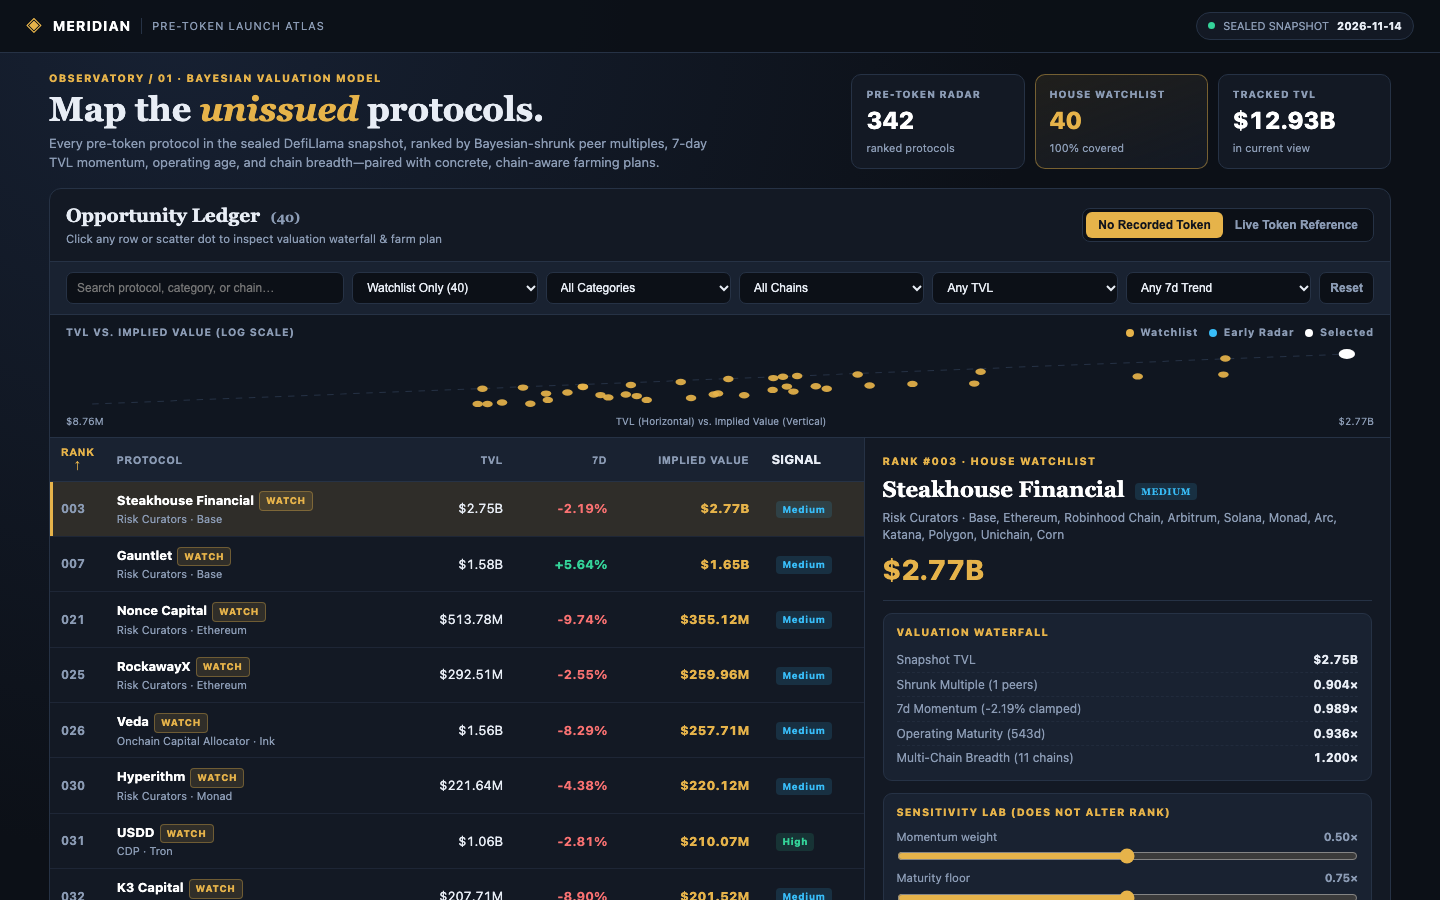 MERIDIAN PRE-TOKEN LAUNCH ATLAS
SEALED SNAPSHOT 2026-11-14
OBSERVATORY / 01 · BAYESIAN VALUATION MODEL
Map the unissued protocols.
Every pre-token protocol in the sealed DefiLlama snapshot, ranked by Bayesian-shrunk peer multiples, 7-day
TVL momentum, operating age, and chain breadth—paired with concrete, chain-aware farming plans.
PRE-TOKEN RADAR
342
ranked protocols
HOUSE WATCHLIST
40
100% covered
TRACKED TVL
$12.93B
in current view
Opportunity Ledger (40)
Click any row or scatter dot to inspect valuation waterfall & farm plan
No Recorded Token Live Token Reference
Search protocol, category, or chain... Watchlist Only (40) All Categories All Chains Any TVL Any 7d Trend Reset
TVL VS. IMPLIED VALUE (LOG SCALE)
Watchlist Early Radar Selected
$8.76M TVL (Horizontal) vs. Implied Value (Vertical) $2.77B
RANK ↑ PROTOCOL TVL 7D IMPLIED VALUE SIGNAL
003 Steakhouse Financial WATCH $2.75B -2.19% $2.77B Medium
Risk Curators · Base
007 Gauntlet WATCH $1.58B +5.64% $1.65B Medium
Risk Curators · Base
021 Nonce Capital WATCH $513.78M -9.74% $355.12M Medium
Risk Curators · Ethereum
025 RockawayX WATCH $292.51M -2.55% $259.96M Medium
Risk Curators · Ethereum
026 Veda WATCH $1.56B -8.29% $257.71M Medium
Onchain Capital Allocator · Ink
030 Hyperithm WATCH $221.64M -4.38% $220.12M Medium
Risk Curators · Monad
031 USDD WATCH $1.06B -2.81% $210.07M High
CDP · Tron
032 K3 Capital WATCH $207.71M -8.90% $201.52M Medium
RANK #003 · HOUSE WATCHLIST
Steakhouse Financial MEDIUM
Risk Curators · Base, Ethereum, Robinhood Chain, Arbitrum, Solana, Monad, Arc,
Katana, Polygon, Unichain, Corn
$2.77B
VALUATION WATERFALL
Snapshot TVL $2.75B
Shrunk Multiple (1 peers) 0.904×
7d Momentum (-2.19% clamped) 0.989×
Operating Maturity (543d) 0.936×
Multi-Chain Breadth (11 chains) 1.200×
SENSITIVITY LAB (DOES NOT ALTER RANK)
Momentum weight 0.50×
Maturity floor 0.75×